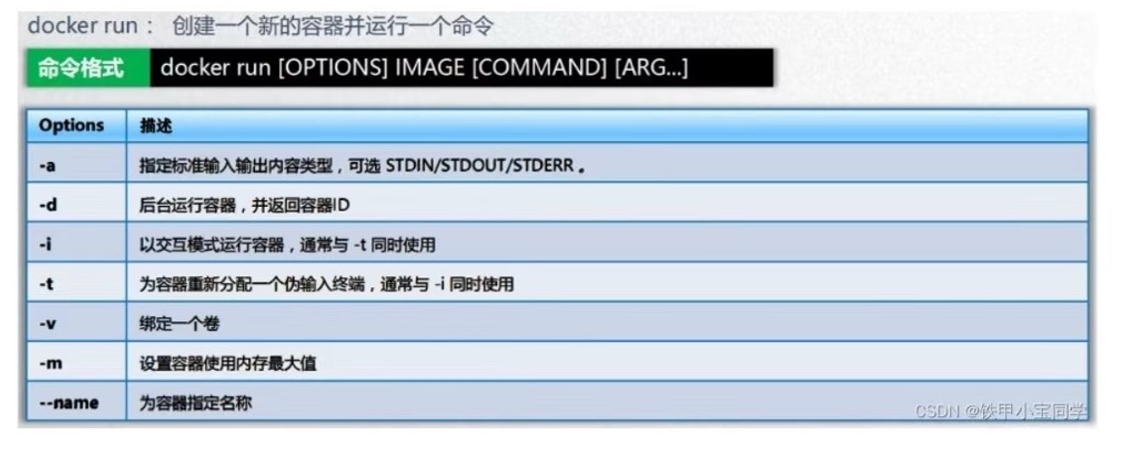 docker run： 创建一个新的容器并运行一个命令
命令格式 docker run [OPTIONS] IMAGE [COMMAND] [ARG...]
Options 描述
-a 指定标准输入输出内容类型，可选 STDIN/STDOUT/STDERR 。
-d 后台运行容器，并返回容器ID
-i 以交互模式运行容器，通常与 -t 同时使用
-t 为容器重新分配一个伪输入终端，通常与 -i 同时使用
-v 绑定一个卷
-m 设置容器使用内存最大值
--name 为容器指定名称
CSDN @铁甲小宝同学